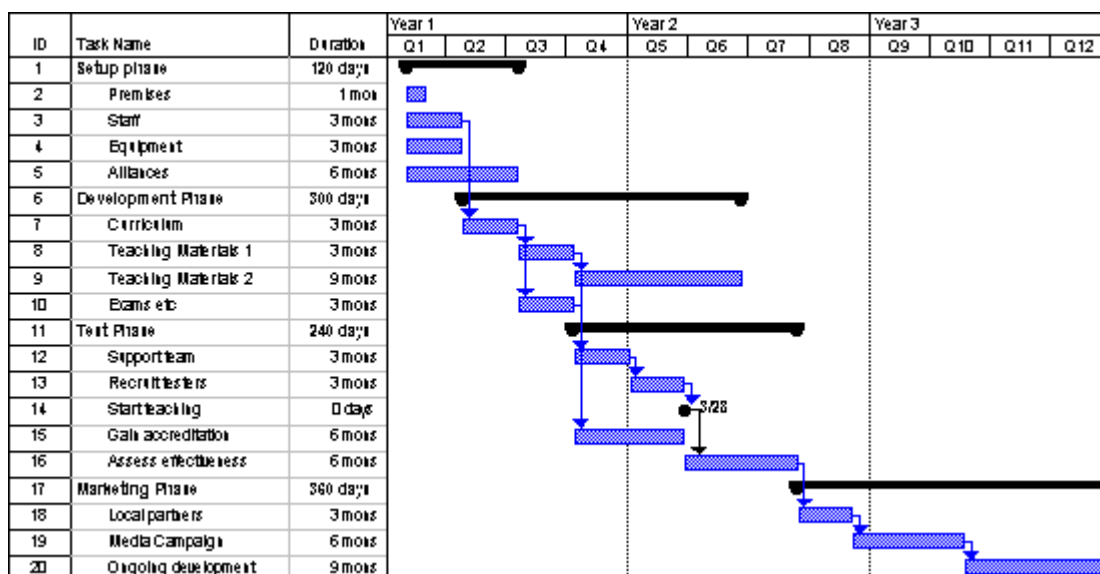 Year 1 Year 2 Year 3
ID Task Name Duration Q1 Q2 Q3 Q4 Q5 Q6 Q7 Q8 Q9 Q10 Q11 Q12
1 Setup phase 120 days
2 Premises 1 mon
3 Staff 3 mons
4 Equipment 3 mons
5 Alliances 6 mons
6 Development Phase 300 days
7 Curriculum 3 mons
8 Teaching Materials 1 3 mons
9 Teaching Materials 2 9 mons
10 Exams etc 3 mons
11 Test Phase 240 days
12 Support team 3 mons
13 Recruit testers 3 mons
14 Start teaching 0 days 3/28
15 Gain accreditation 6 mons
16 Assess effectiveness 6 mons
17 Marketing Phase 360 days
18 Local partners 3 mons
19 Media Campaign 6 mons
20 Ongoing development 9 mons